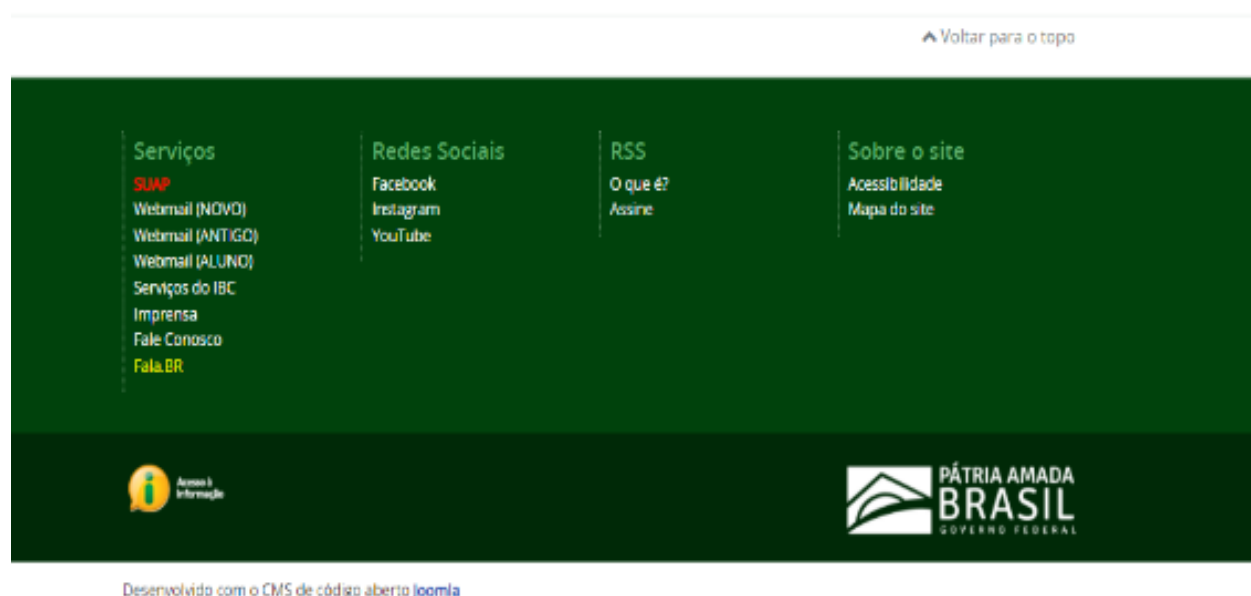 Voltar para o topo
Serviços
SUAP
Webmail (NOVO)
Webmail (ANTIGO)
Webmail (ALUNO)
Serviços do IBC
Imprensa
Fale Conosco
Fala.BR
Redes Sociais
Facebook
Instagram
YouTube
RSS
O que é?
Assine
Sobre o site
Acessibilidade
Mapa do site
Acesso à
Informação
PÁTRIA AMADA
BRASIL
GOVERNO FEDERAL
Desenvolvido com o CMS de código aberto Joomla